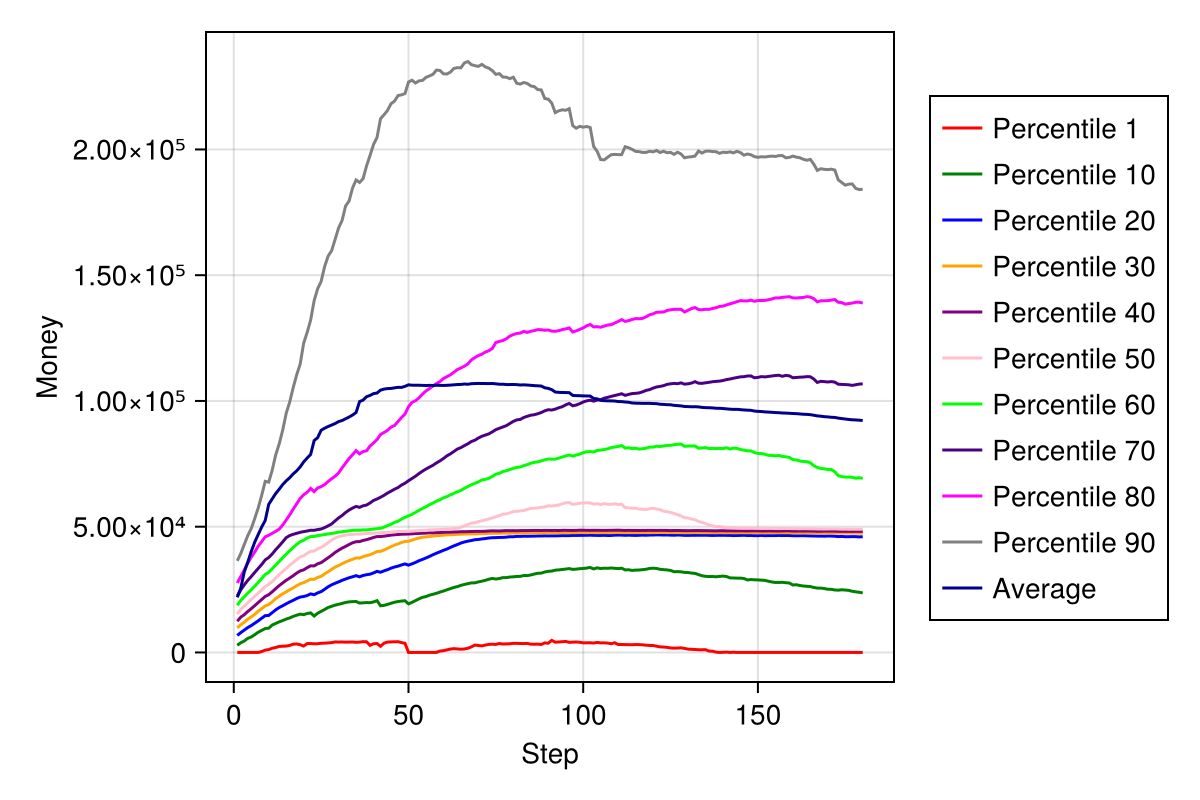 2.00×10⁵
1.50×10⁵
1.00×10⁵
5.00×10⁴
0
Money
0 50 100 150
Step
Percentile 1
Percentile 10
Percentile 20
Percentile 30
Percentile 40
Percentile 50
Percentile 60
Percentile 70
Percentile 80
Percentile 90
Average